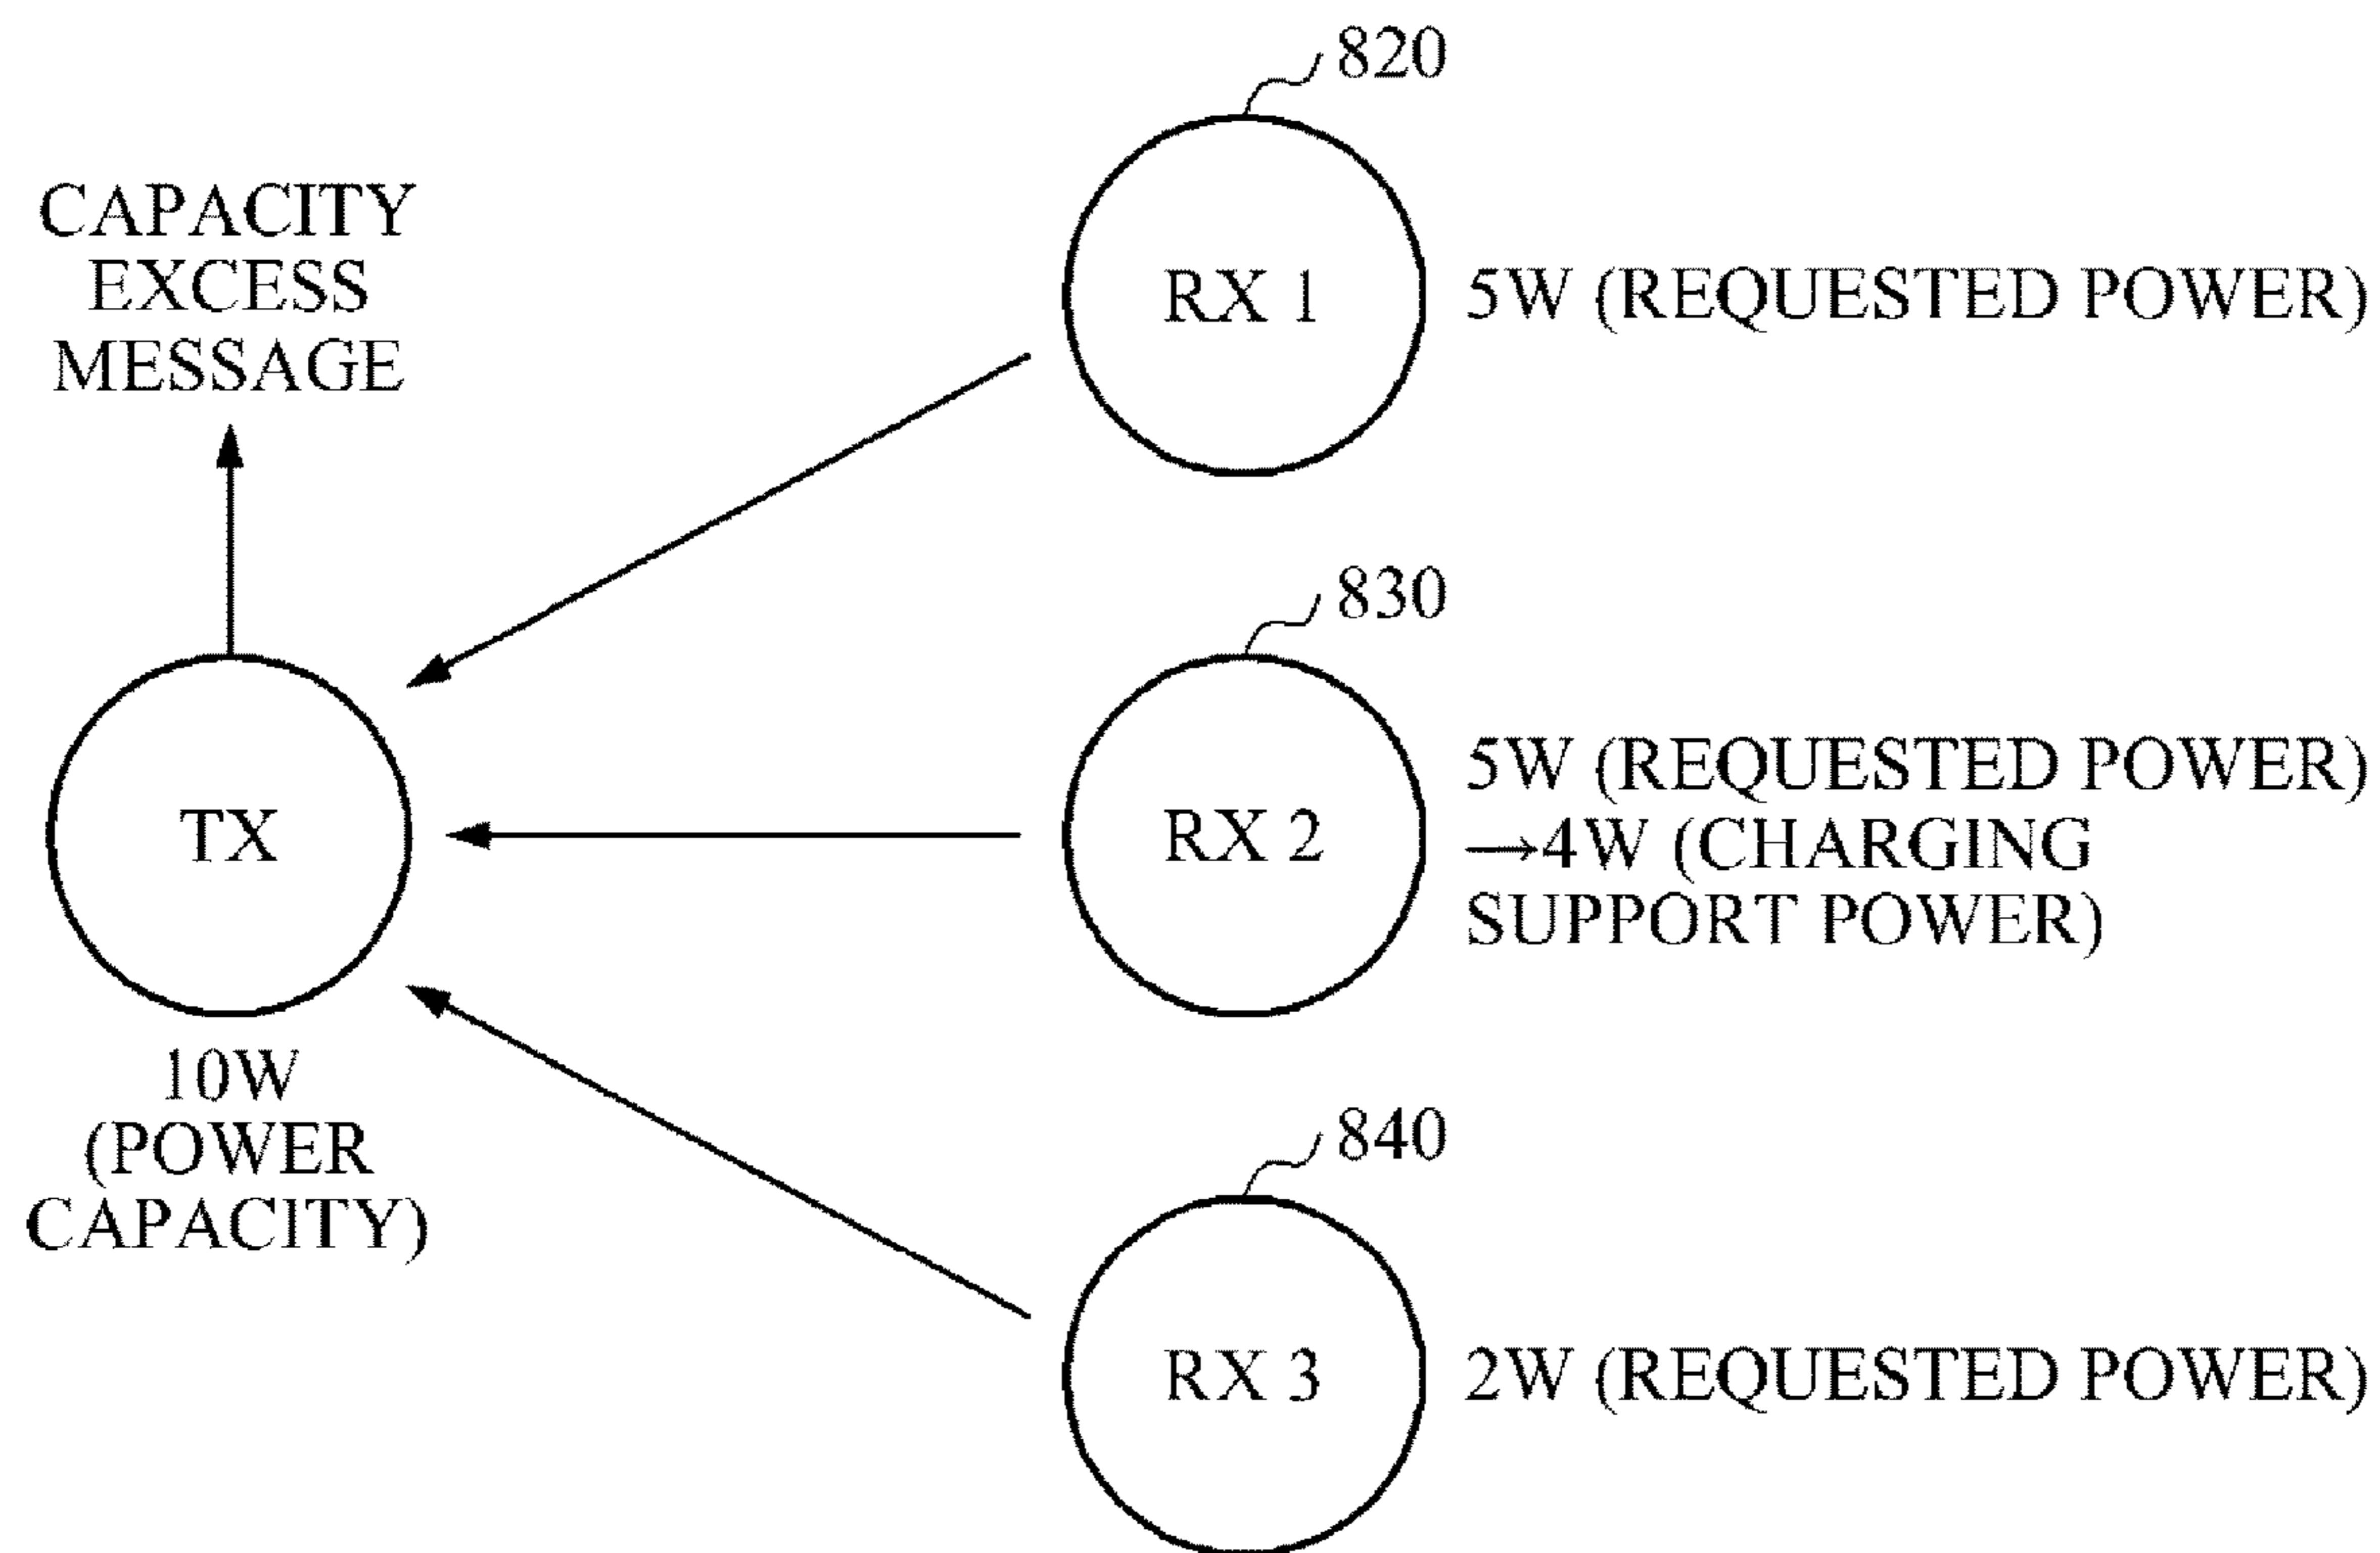 820
CAPACITY
EXCESS
MESSAGE
RX 1
5W (REQUESTED POWER)
830
TX
RX 2
5W (REQUESTED POWER)
→4W (CHARGING
SUPPORT POWER)
10W
(POWER
CAPACITY)
840
RX 3
2W (REQUESTED POWER)